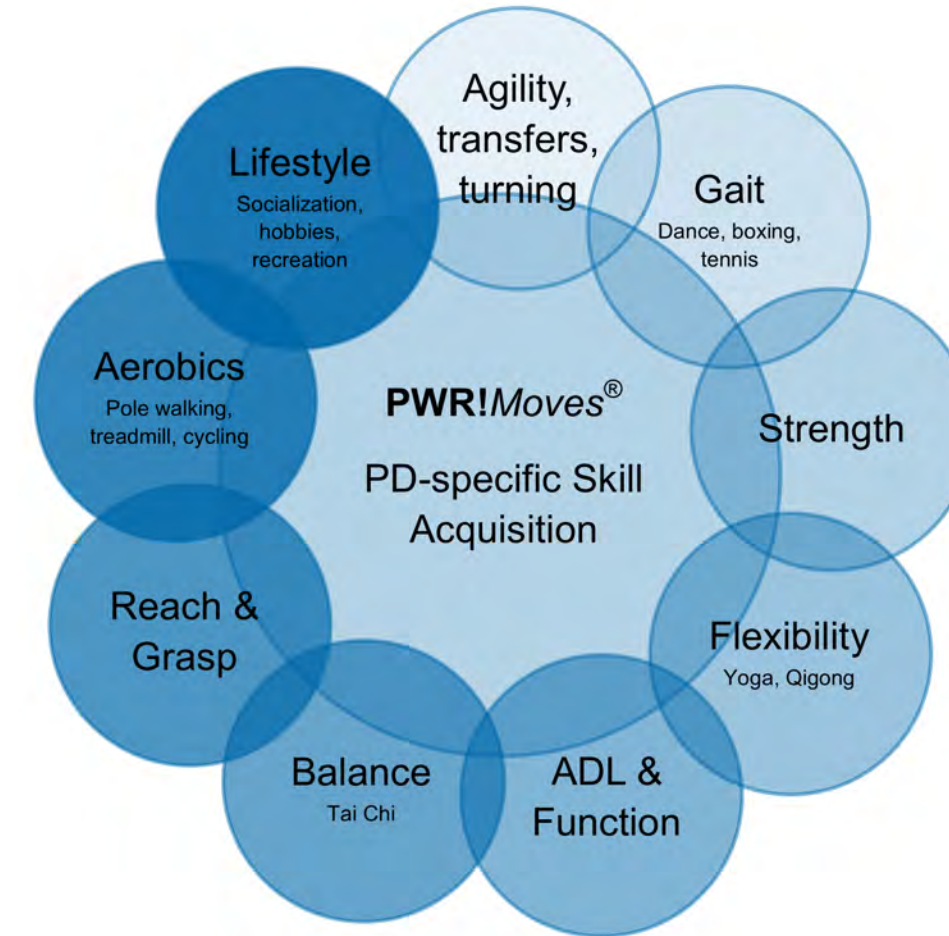 Agility,
transfers,
turning
Gait
Dance, boxing,
tennis
Strength
Flexibility
Yoga, Qigong
ADL &
Function
Balance
Tai Chi
Reach &
Grasp
Aerobics
Pole walking,
treadmill, cycling
Lifestyle
Socialization,
hobbies,
recreation
PWR!Moves®
PD-specific Skill
Acquisition